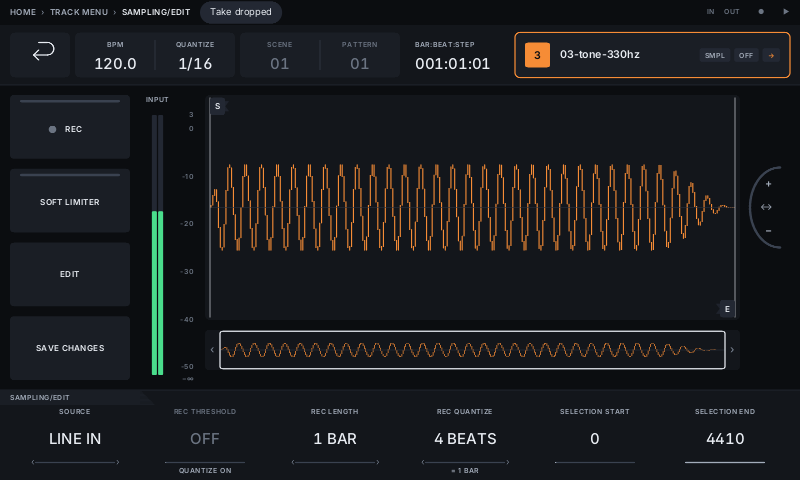 HOME › TRACK MENU › SAMPLING/EDIT Take dropped IN OUT
BPM QUANTIZE SCENE PATTERN BAR:BEAT:STEP
120.0 1/16 01 01 001:01:01
3 03-tone-330hz SMPL OFF →
INPUT
REC
SOFT LIMITER
EDIT
SAVE CHANGES
3
0
-10
-20
-30
-40
-50
-∞
S
E
+
↔
−
‹ ›
SAMPLING/EDIT
SOURCE REC THRESHOLD REC LENGTH REC QUANTIZE SELECTION START SELECTION END
LINE IN OFF 1 BAR 4 BEATS 0 4410
QUANTIZE ON = 1 BAR